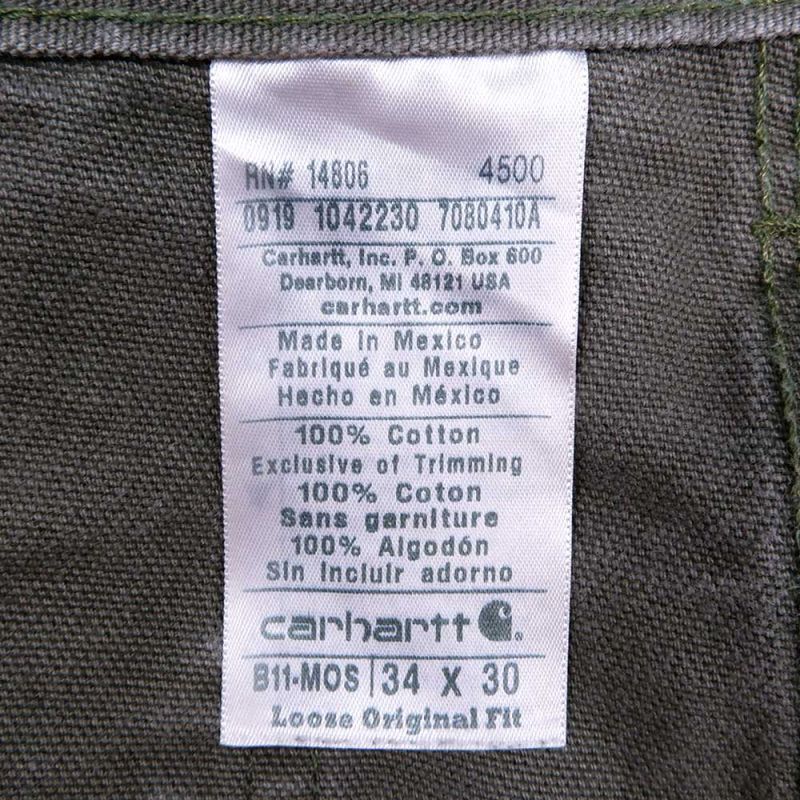 RN# 14806 4500
0919 1042230 7080410A
Carhartt, Inc. P. O. Box 600
Dearborn, MI 48121 USA
carhartt.com
Made in Mexico
Fabriqué au Mexique
Hecho en México
100% Cotton
Exclusive of Trimming
100% Coton
Sans garniture
100% Algodón
Sin Incluir adorno
carhartt
B11-MOS 34 X 30
Loose Original Fit